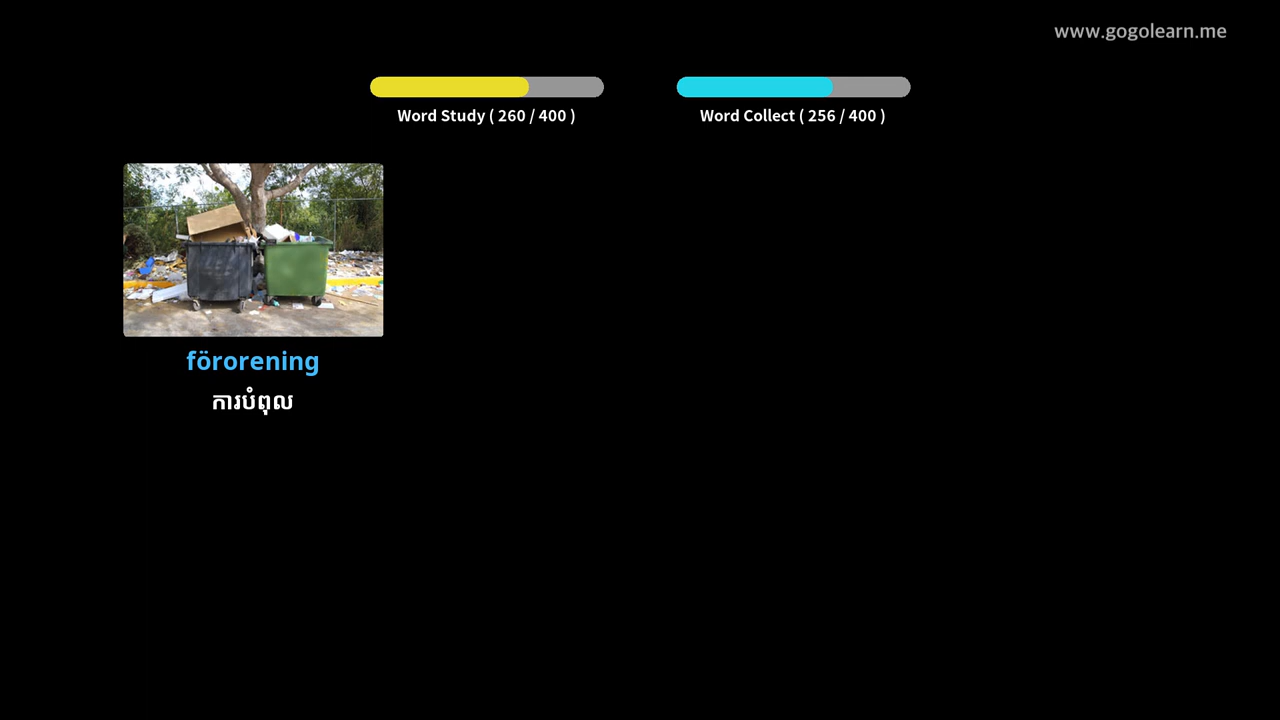 www.gogolearn.me
Word Study ( 260 / 400 )
Word Collect ( 256 / 400 )
förorening
ការបំពុល